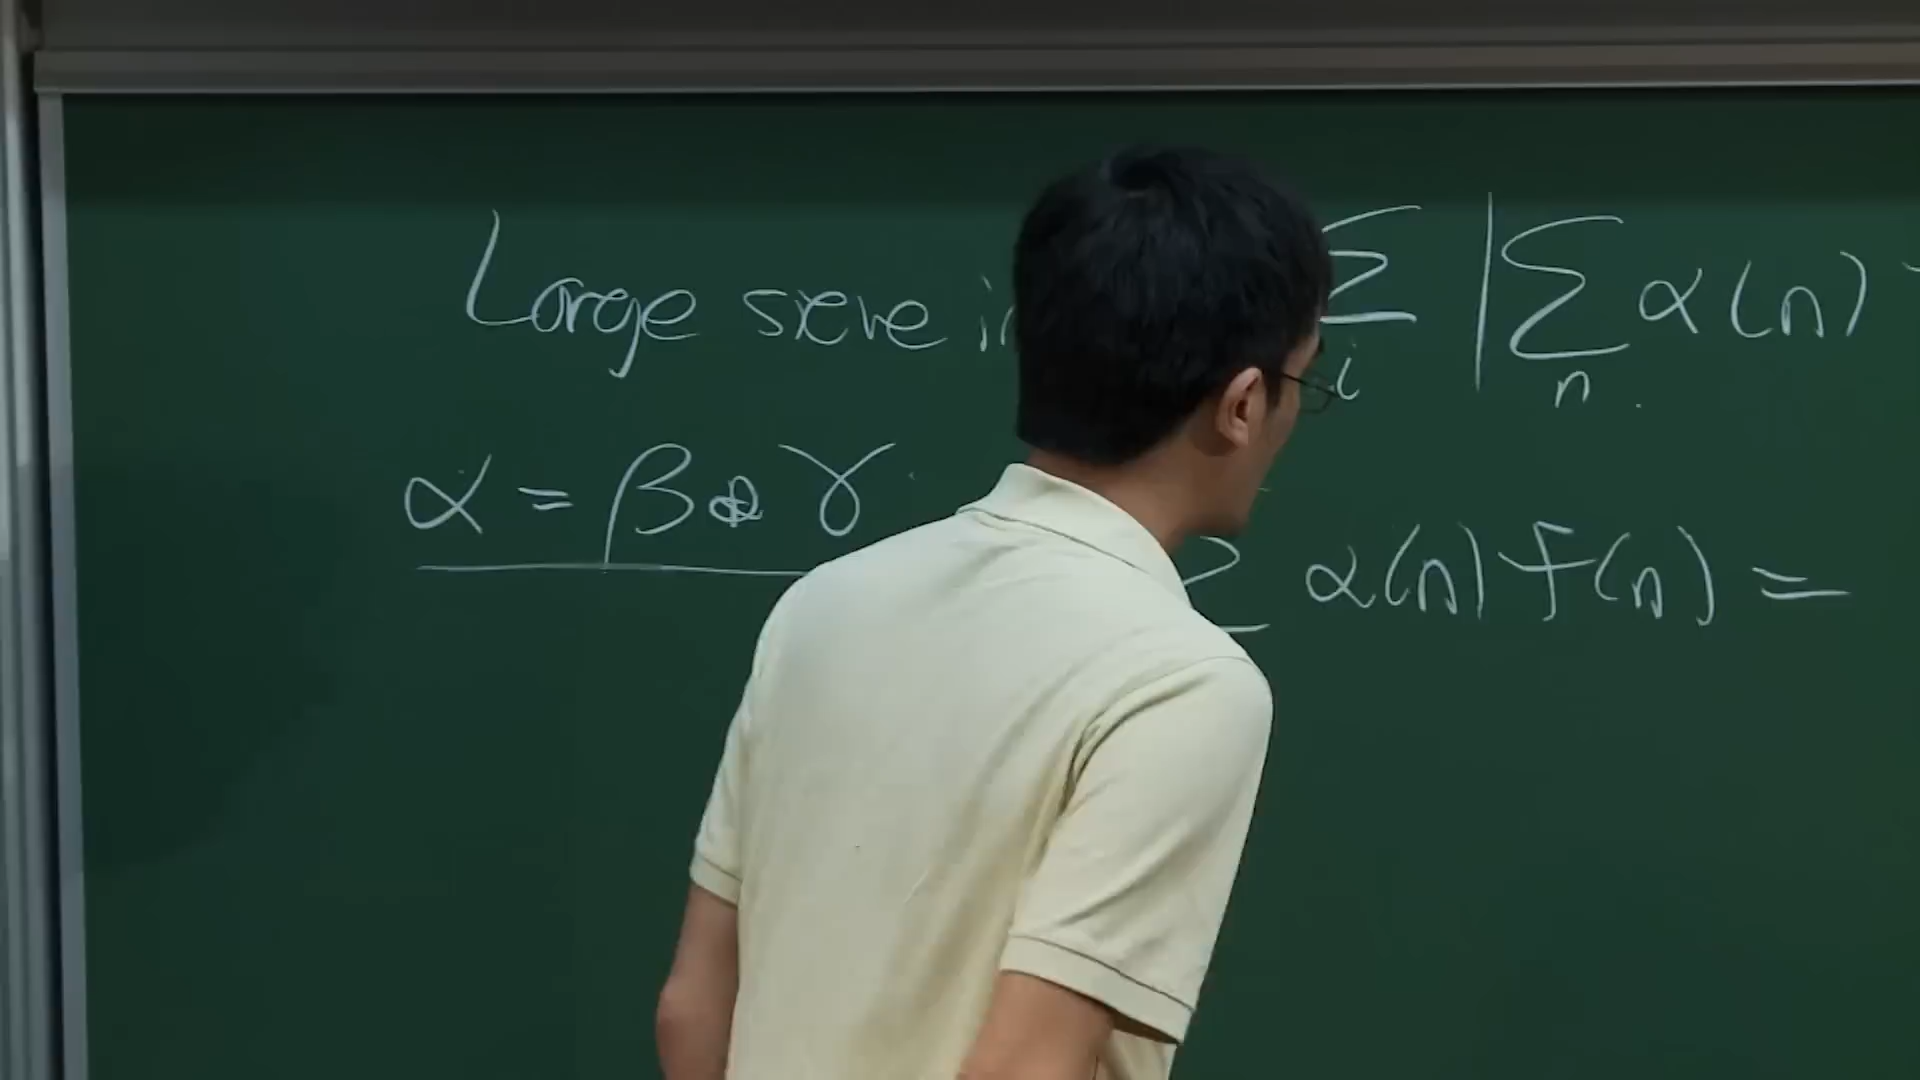 Large sieve ∑ | ∑ α(n)
i n
α = β ⊛ γ
∑ α(n) f(n) =